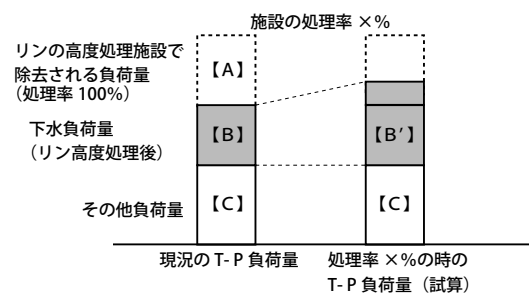 施設の処理率 ×%
リンの高度処理施設で
除去される負荷量
（処理率 100%）
【A】
下水負荷量
（リン高度処理後）
【B】
【B'】
その他負荷量
【C】
【C】
現況の T- P 負荷量
処理率 ×%の時の
T- P 負荷量（試算）